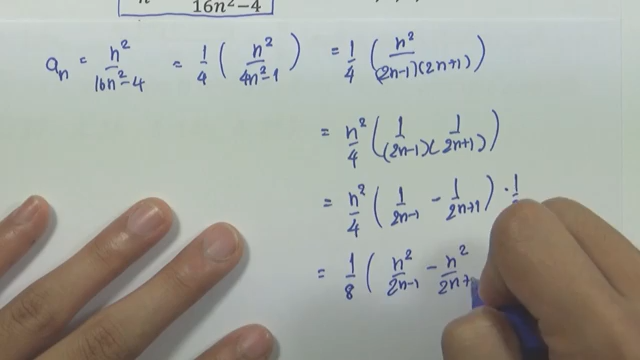 16n²−4
aₙ = n²/(16n²−4) = 1/4 ( n²/(4n²−1) ) = 1/4 ( n²/((2n−1)(2n+1)) )
= n²/4 ( 1/(2n−1) ( 1/(2n+1) )
= n²/4 ( 1/(2n−1) − 1/(2n+1) ) · 1/
= 1/8 ( n²/(2n−1) − n²/(2n+